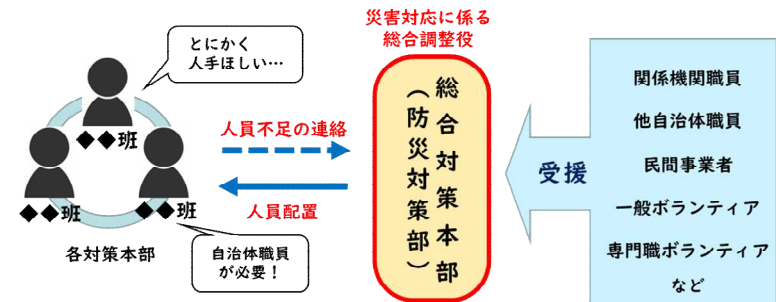 とにかく
人手ほしい…
◆◆班
◆◆班
◆◆班
各対策本部
自治体職員
が必要！
人員不足の連絡
人員配置
災害対応に係る
総合調整役
総合対策本部
（防災対策部）
受援
関係機関職員
他自治体職員
民間事業者
一般ボランティア
専門職ボランティア
など